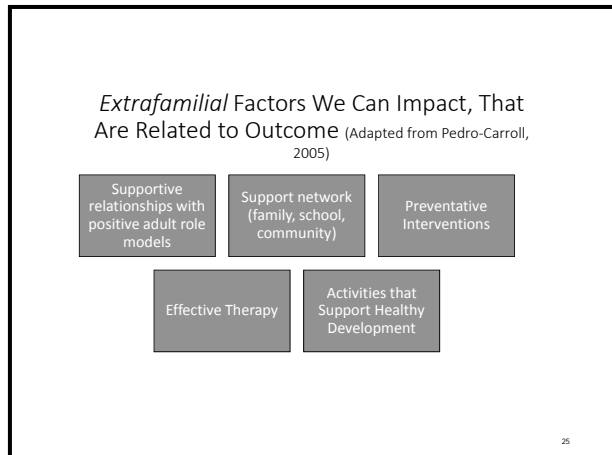 Extrafamilial Factors We Can Impact, That
Are Related to Outcome (Adapted from Pedro-Carroll,
2005)
Supportive
relationships with
positive adult role
models
Support network
(family, school,
community)
Preventative
Interventions
Effective Therapy
Activities that
Support Healthy
Development
25